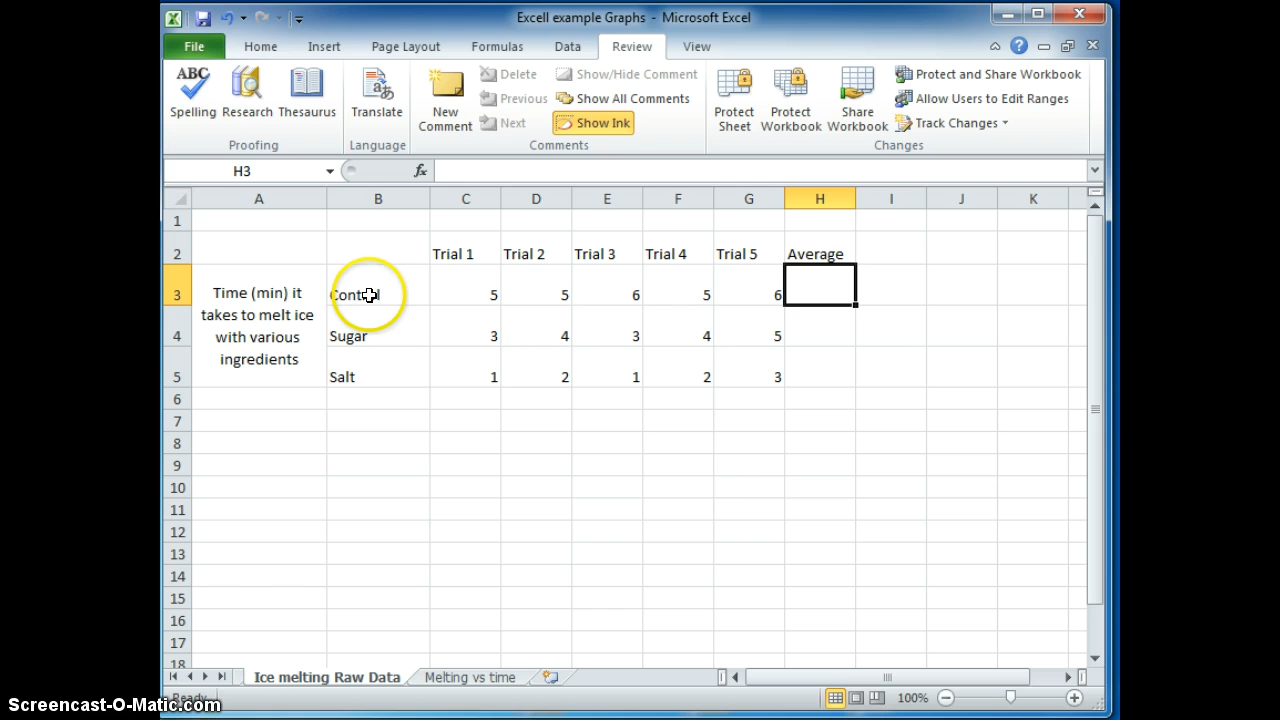 Excell example Graphs - Microsoft Excel
File Home Insert Page Layout Formulas Data Review View
ABC
Spelling Research Thesaurus
Proofing
Translate
Language
New Comment
Delete
Previous
Next
Show/Hide Comment
Show All Comments
Show Ink
Comments
Protect Sheet
Protect Workbook
Share Workbook
Protect and Share Workbook
Allow Users to Edit Ranges
Track Changes
Changes
H3 fx
A B C D E F G H I J K
1
2 Trial 1 Trial 2 Trial 3 Trial 4 Trial 5 Average
Time (min) it
takes to melt ice
with various
ingredients
3 Control 5 5 6 5 6
4 Sugar 3 4 3 4 5
5 Salt 1 2 1 2 3
6
7
8
9
10
11
12
13
14
15
16
17
18
Ice melting Raw Data Melting vs time
Ready 100%
Screencast-O-Matic.com